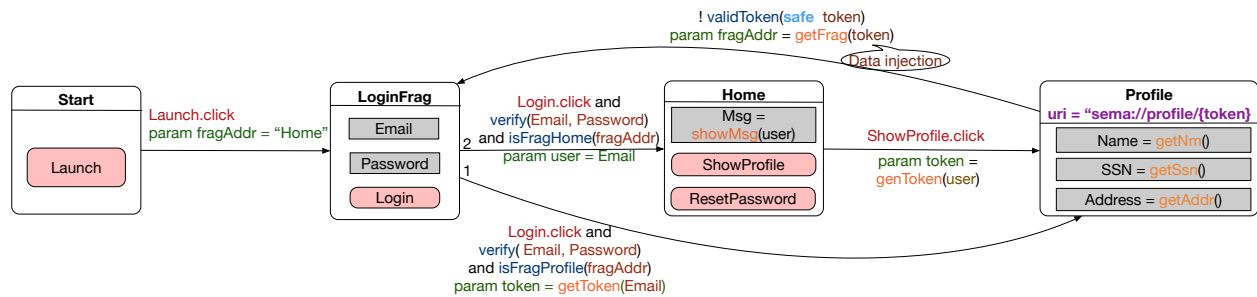 ! validToken(safe token)
param fragAddr = getFrag(token)
Data injection
Start
Launch
Launch.click
param fragAddr = “Home”
LoginFrag
Email
Password
Login
2
1
Login.click and
verify(Email, Password)
and isFragHome(fragAddr)
param user = Email
Home
Msg =
showMsg(user)
ShowProfile
ResetPassword
ShowProfile.click
param token =
genToken(user)
Profile
uri = “sema://profile/{token}
Name = getNm()
SSN = getSsn()
Address = getAddr()
Login.click and
verify( Email, Password)
and isFragProfile(fragAddr)
param token = getToken(Email)